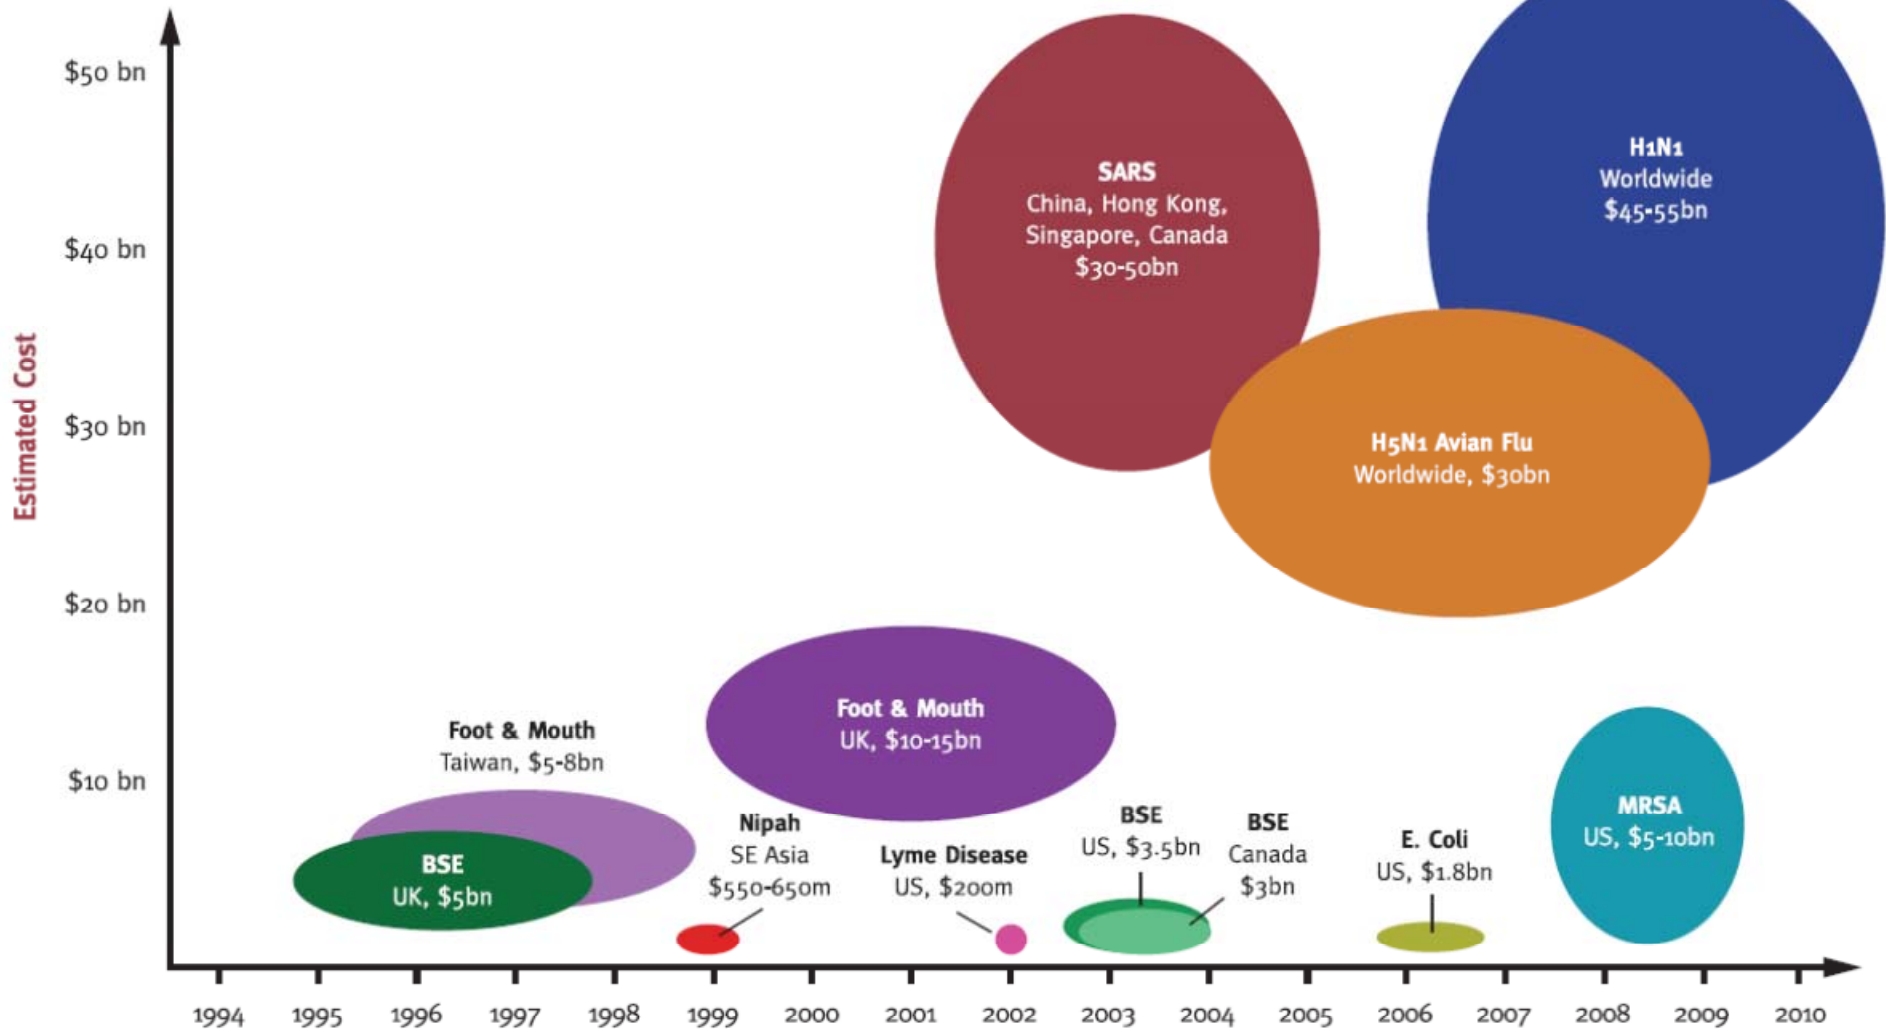 $50 bn
$40 bn
$30 bn
$20 bn
$10 bn
Estimated Cost
SARS
China, Hong Kong,
Singapore, Canada
$30-50bn
H1N1
Worldwide
$45-55bn
H5N1 Avian Flu
Worldwide, $30bn
Foot & Mouth
UK, $10-15bn
Foot & Mouth
Taiwan, $5-8bn
BSE
UK, $5bn
Nipah
SE Asia
$550-650m
Lyme Disease
US, $200m
BSE
US, $3.5bn
BSE
Canada
$3bn
E. Coli
US, $1.8bn
MRSA
US, $5-10bn
1994 1995 1996 1997 1998 1999 2000 2001 2002 2003 2004 2005 2006 2007 2008 2009 2010